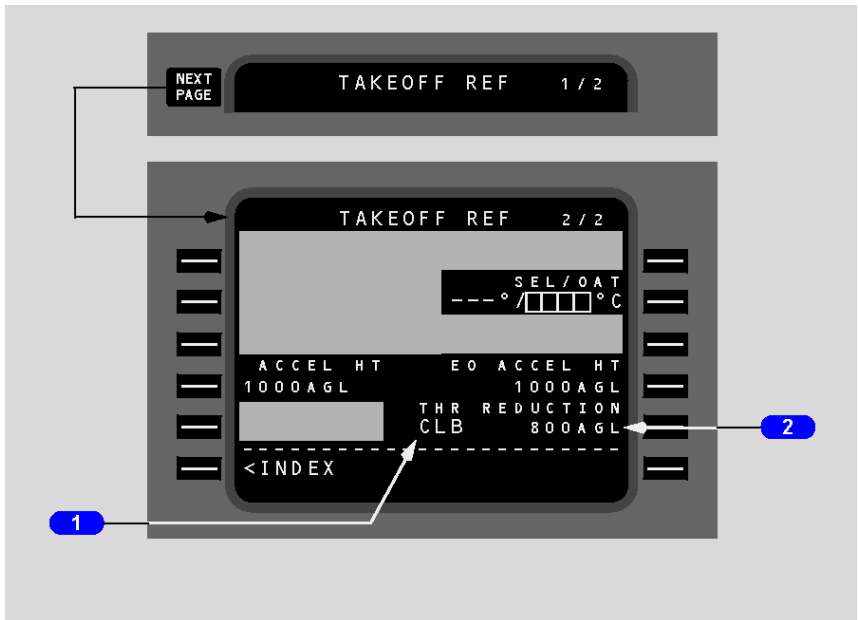 NEXT
PAGE
TAKEOFF REF 1/2
TAKEOFF REF 2/2
SEL/OAT
---°/□□□□°C
ACCEL HT EO ACCEL HT
1000AGL 1000AGL
THR REDUCTION
CLB 800AGL
2
--------------------------
<INDEX
1